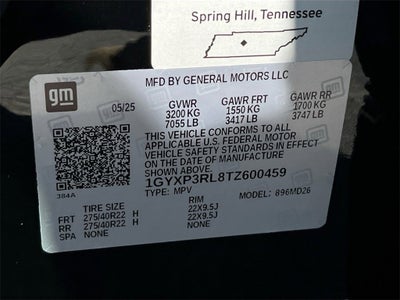 Spring Hill, Tennessee
gm
MFD BY GENERAL MOTORS LLC
05/25 GVWR GAWR FRT GAWR RR
3200 KG 1550 KG 1700 KG
7055 LB 3417 LB 3747 LB
THIS VEHICLE CONFORMS TO ALL
APPLICABLE U.S. FEDERAL MOTOR
VEHICLE SAFETY STANDARDS IN EFFECT
ON THE DATE OF MANUFACTURE
SHOWN ABOVE.
1GYXP3RL8TZ600459
384A TYPE: MPV MODEL: 896MD26
TIRE SIZE RIM
FRT 275/40R22 H 22X9.5J
RR 275/40R22 H 22X9.5J
SPA NONE NONE